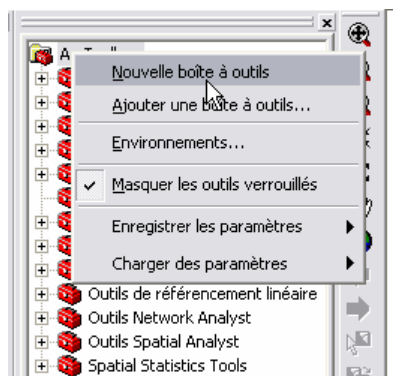 A
Nouvelle boîte à outils
Ajouter une boîte à outils...
Environnements...
Masquer les outils verrouillés
Enregistrer les paramètres
Charger des paramètres
Outils de référencement linéaire
Outils Network Analyst
Outils Spatial Analyst
Spatial Statistics Tools